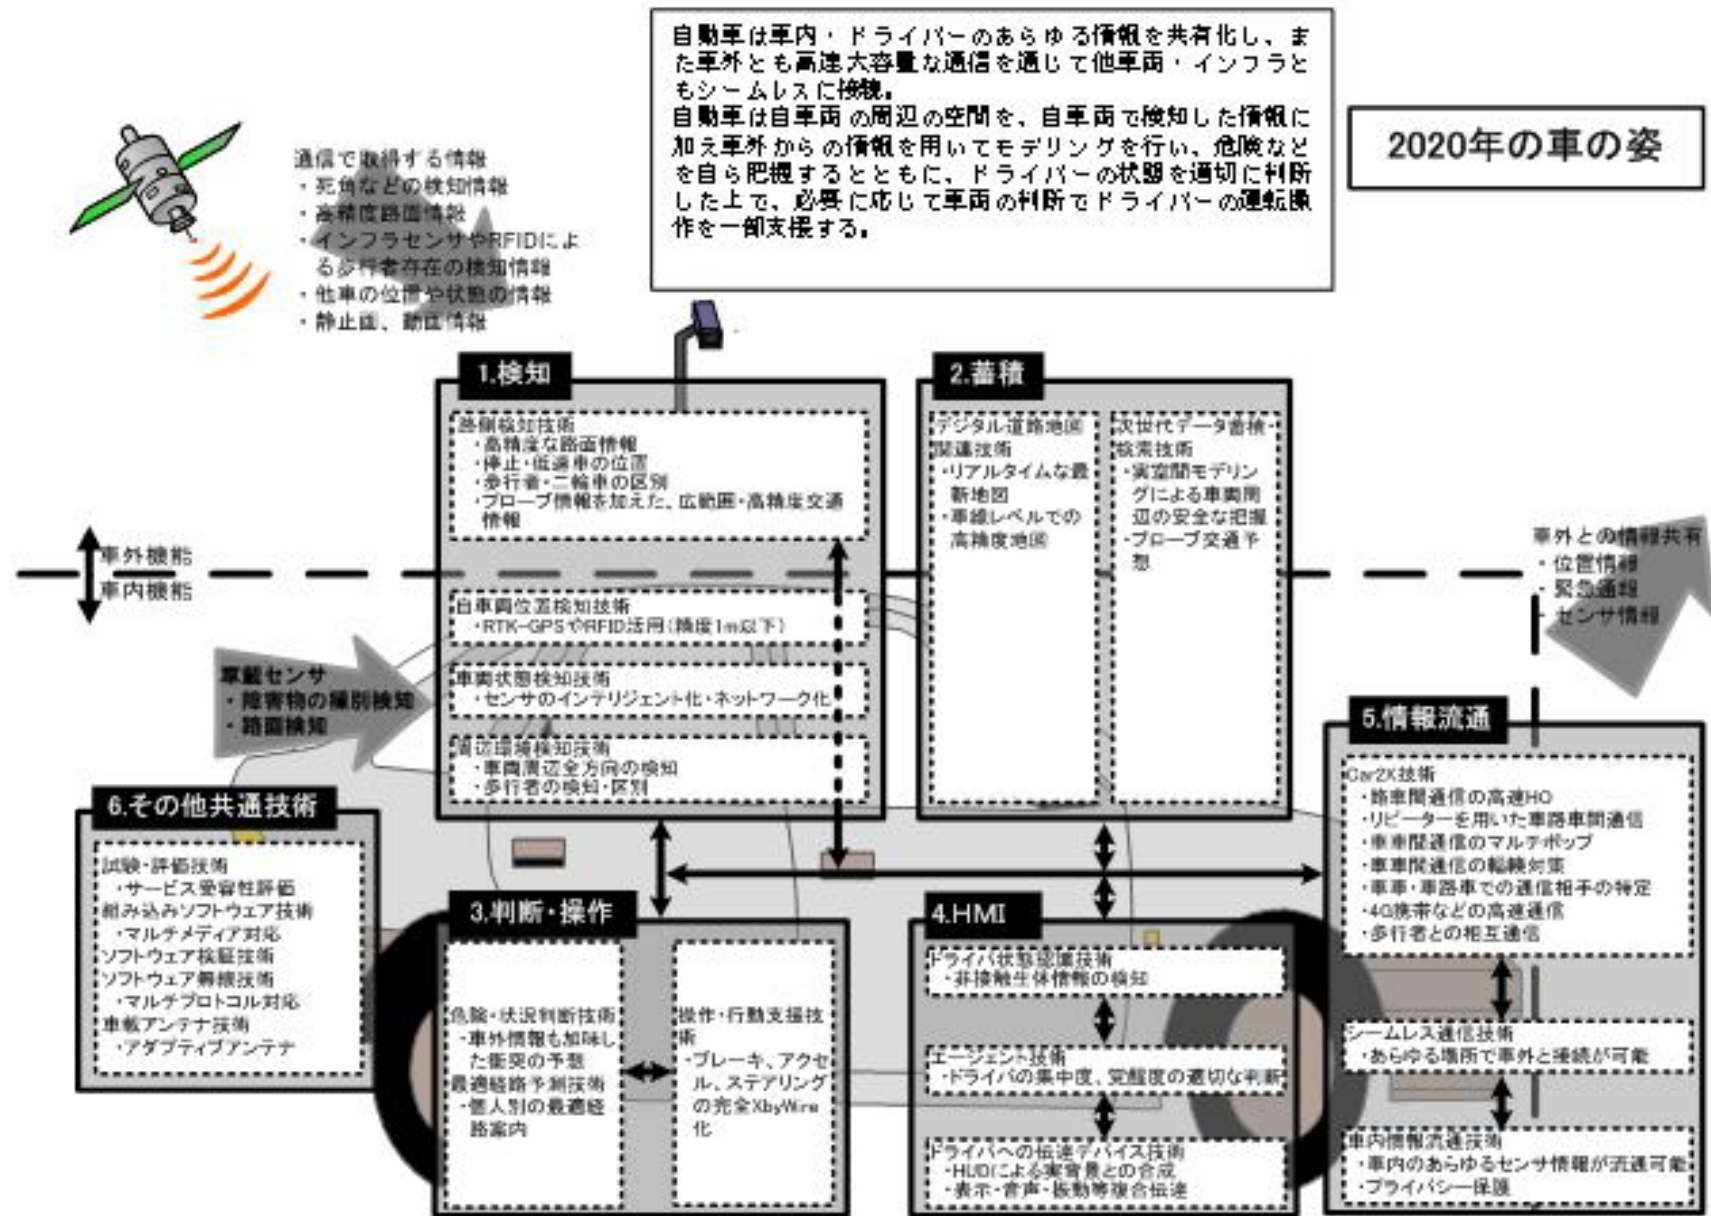 自動車は車内・ドライバーのあらゆる情報を共有化し、ま
た車外とも高速大容量な通信を通じて他車両・インフラと
もシームレスに接続。
自動車は自車両の周辺の空間を、自車両で検知した情報に
加え車外からの情報を用いてモデリングを行い、危険など
を自ら把握するとともに、ドライバーの状態を適切に判断
した上で、必要に応じて車両の判断でドライバーの運転操
作を一部支援する。
2020年の車の姿
通信で取得する情報
・死角などの検知情報
・高精度路面情報
・インフラセンサやRFIDによ
る歩行者存在の検知情報
・他車の位置や状態の情報
・静止画、動画情報
1.検知
路側検知技術
・高精度な路面情報
・停止・低速車の位置
・歩行者・二輪車の区別
・プローブ情報を加えた、広範囲・高精度交通
情報
自車両位置検知技術
・RTK-GPSやRFID活用(精度1m以下)
車両状態検知技術
・センサのインテリジェント化・ネットワーク化
周辺環境検知技術
・車両周辺全方向の検知
・歩行者の検知・区別
2.蓄積
デジタル道路地図
関連技術
・リアルタイムな最
新地図
・車線レベルでの
高精度地図
次世代データ蓄積・
検索技術
・実空間モデリン
グによる車両周
辺の安全な把握
・プローブ交通予
想
車外機能
車内機能
車載センサ
・障害物の種別検知
・路面検知
車外との情報共有
・位置情報
・緊急通報
・センサ情報
5.情報流通
Car2X技術
・路車間通信の高速HO
・リピーターを用いた車路車間通信
・車車間通信のマルチホップ
・車車間通信の輻輳対策
・車車・車路車での通信相手の特定
・4G携帯などの高速通信
・歩行者との相互通信
シームレス通信技術
・あらゆる場所で車外と接続が可能
車内情報流通技術
・車内のあらゆるセンサ情報が流通可能
・プライバシー保護
6.その他共通技術
試験・評価技術
・サービス受容性評価
組み込みソフトウェア技術
・マルチメディア対応
ソフトウェア検証技術
ソフトウェア無線技術
・マルチプロトコル対応
車載アンテナ技術
・アダプティブアンテナ
3.判断・操作
危険・状況判断技術
・車外情報も加味し
た衝突の予想
最適経路予測技術
・個人別の最適経
路案内
操作・行動支援技
術
・ブレーキ、アクセ
ル、ステアリング
の完全XbyWire
化
4.HMI
ドライバ状態認識技術
・非接触生体情報の検知
エージェント技術
・ドライバの集中度、覚醒度の適切な判断
ドライバへの伝達デバイス技術
・HUDによる実背景との合成
・表示・音声・振動等複合伝達